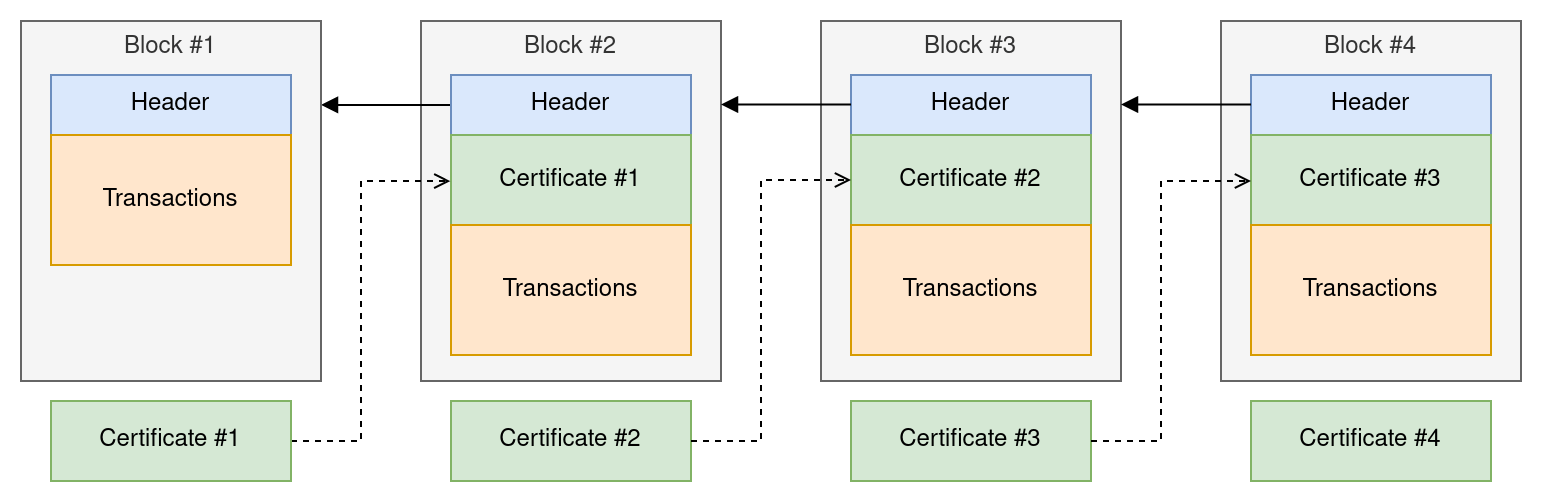 Block #1
Header
Transactions
Certificate #1
Block #2
Header
Certificate #1
Transactions
Certificate #2
Block #3
Header
Certificate #2
Transactions
Certificate #3
Block #4
Header
Certificate #3
Transactions
Certificate #4